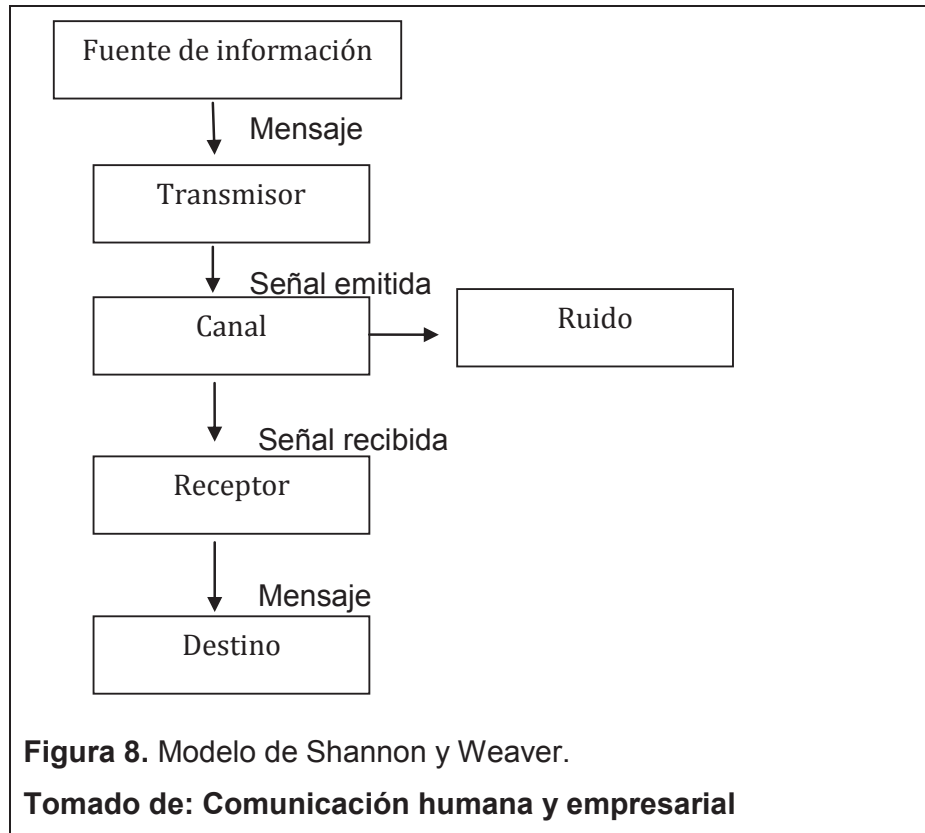 Fuente de información
Mensaje
Transmisor
Señal emitida
Canal
Ruido
Señal recibida
Receptor
Mensaje
Destino
Figura 8. Modelo de Shannon y Weaver.
Tomado de: Comunicación humana y empresarial